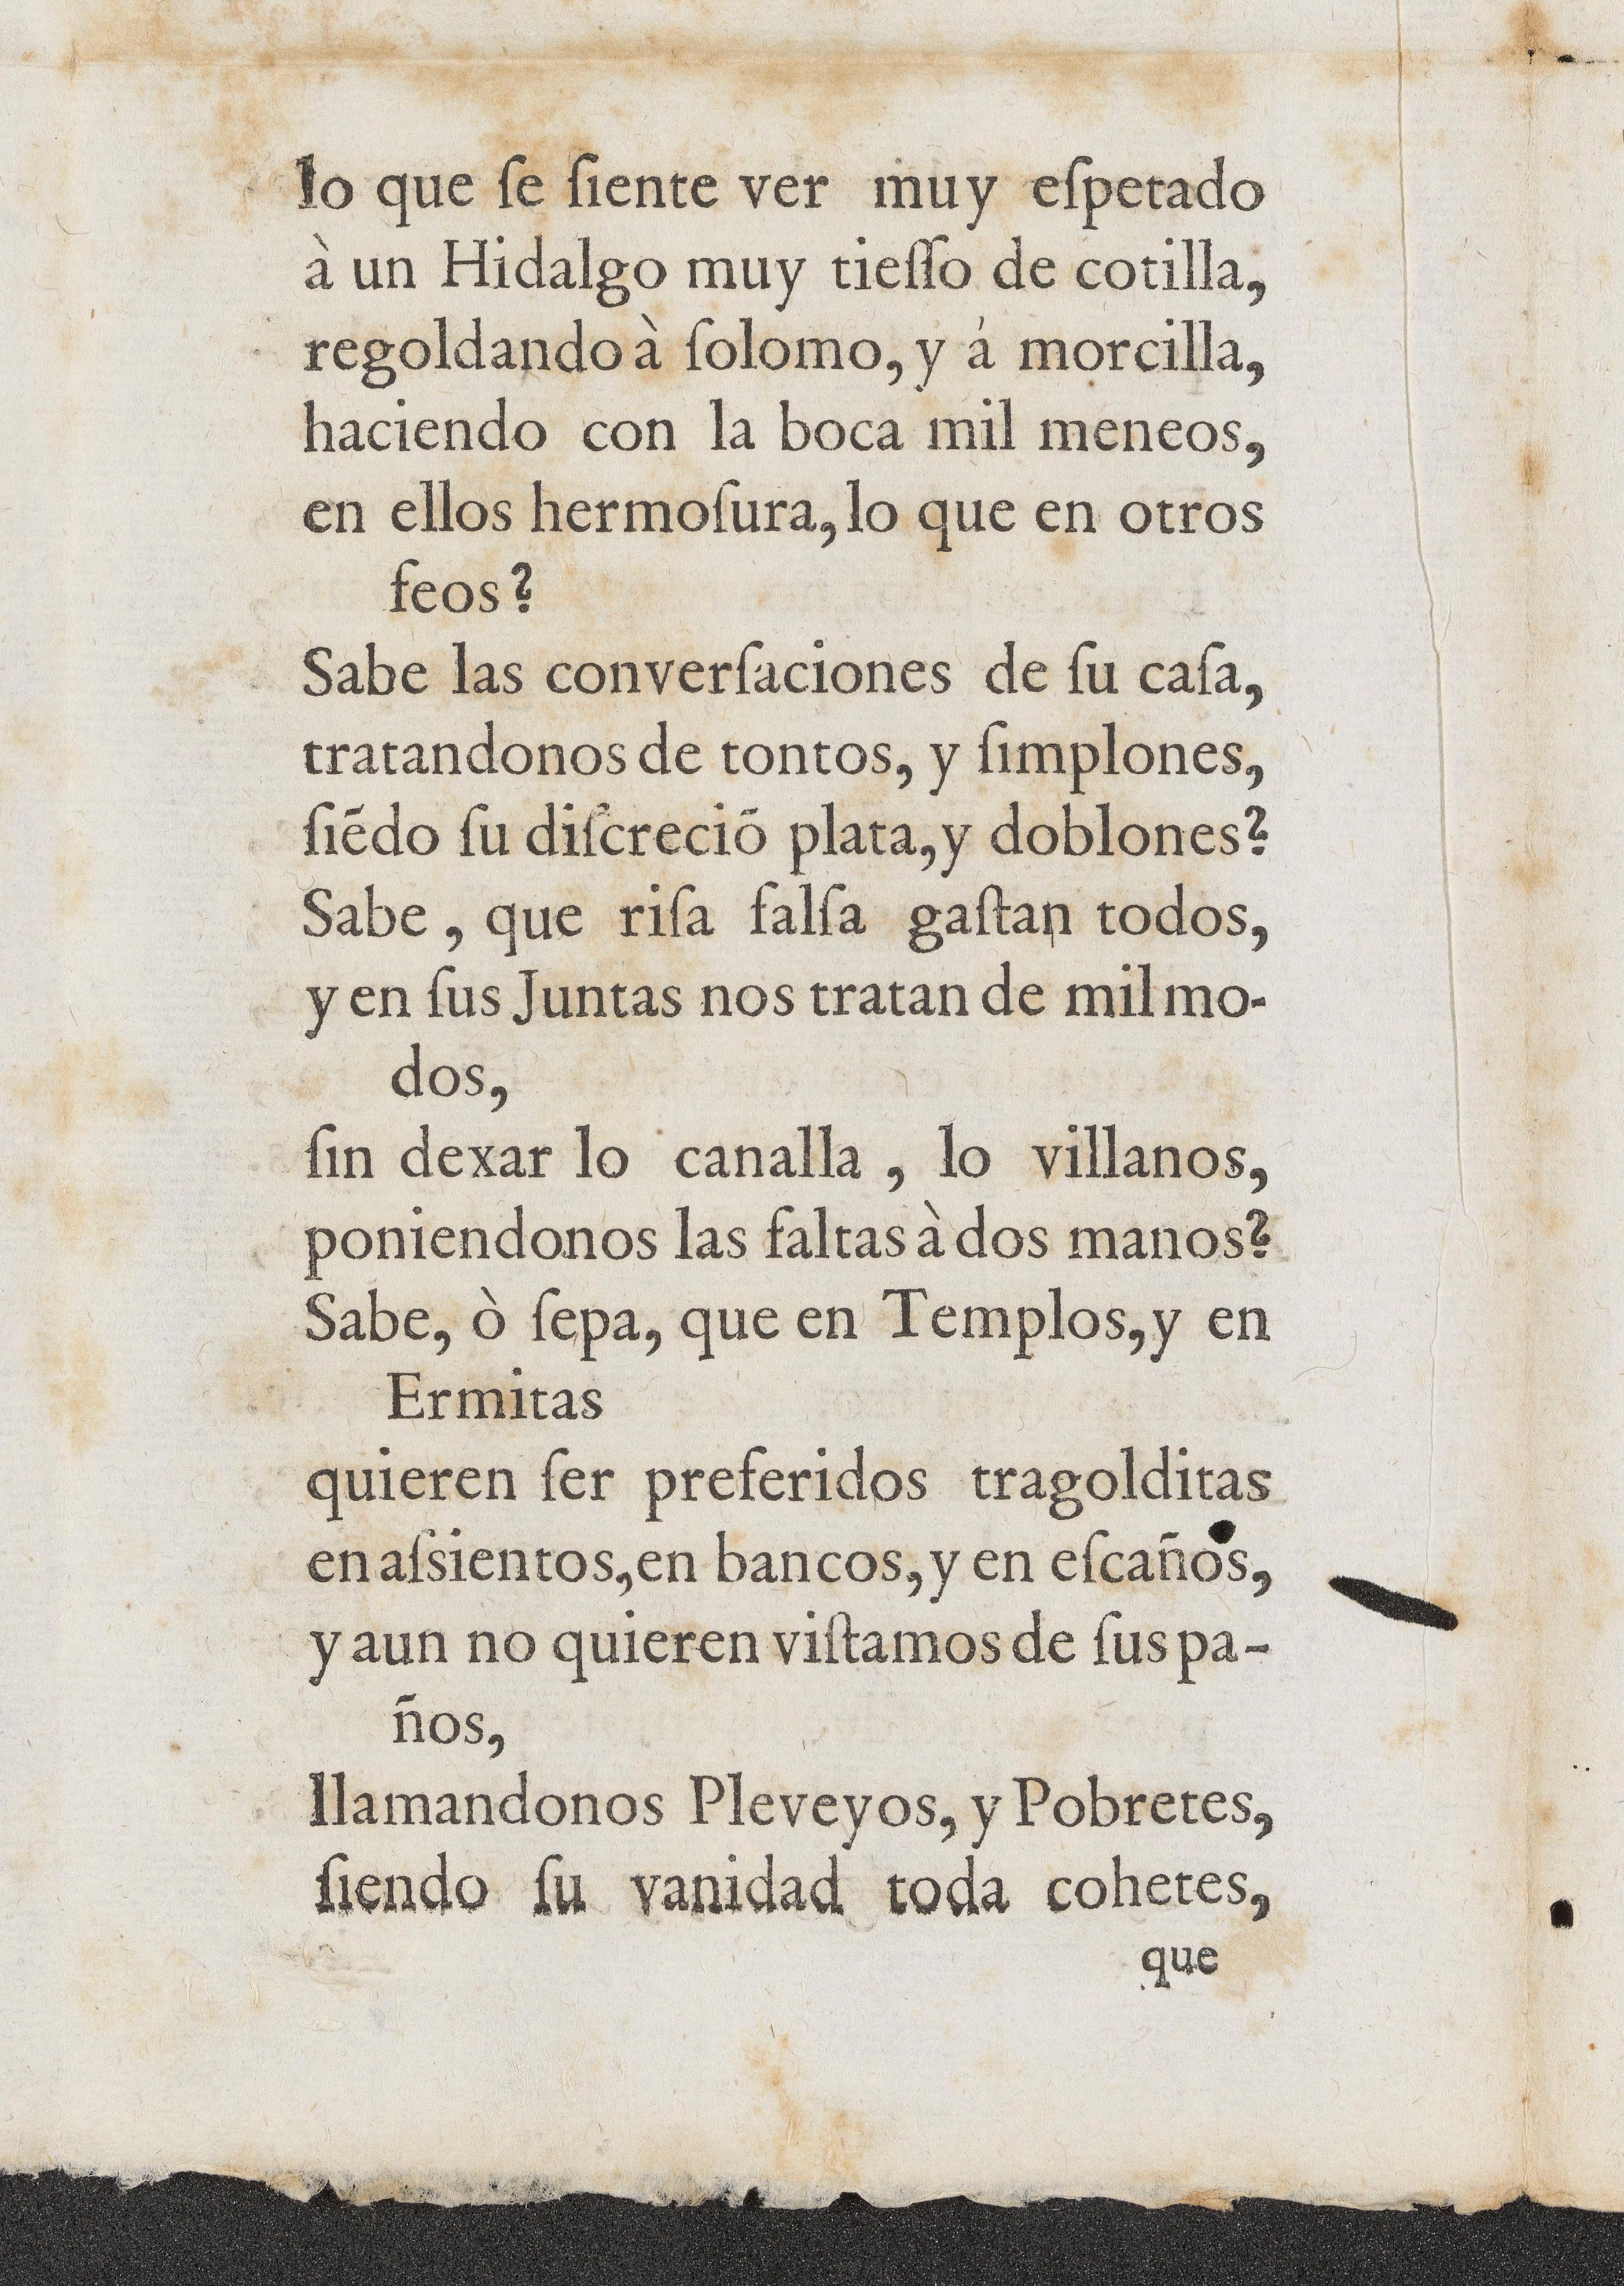 lo que ſe ſiente ver muy eſpetado
à un Hidalgo muy tieſſo de cotilla,
regoldando à ſolomo, y á morcilla,
haciendo con la boca mil meneos,
en ellos hermoſura, lo que en otros
feos?
Sabe las converſaciones de ſu caſa,
tratandonos de tontos, y ſimplones,
ſiẽdo ſu diſcreciõ plata, y doblones?
Sabe, que riſa falſa gaſtan todos,
y en ſus Juntas nos tratan de mil mo-
dos,
ſin dexar lo canalla, lo villanos,
poniendonos las faltas à dos manos?
Sabe, ò ſepa, que en Templos, y en
Ermitas
quieren ſer preferidos tragolditas
en aſsientos, en bancos, y en eſcaños,
y aun no quieren viſtamos de ſus pa-
ños,
llamandonos Pleveyos, y Pobretes,
ſiendo ſu vanidad toda cohetes,
que